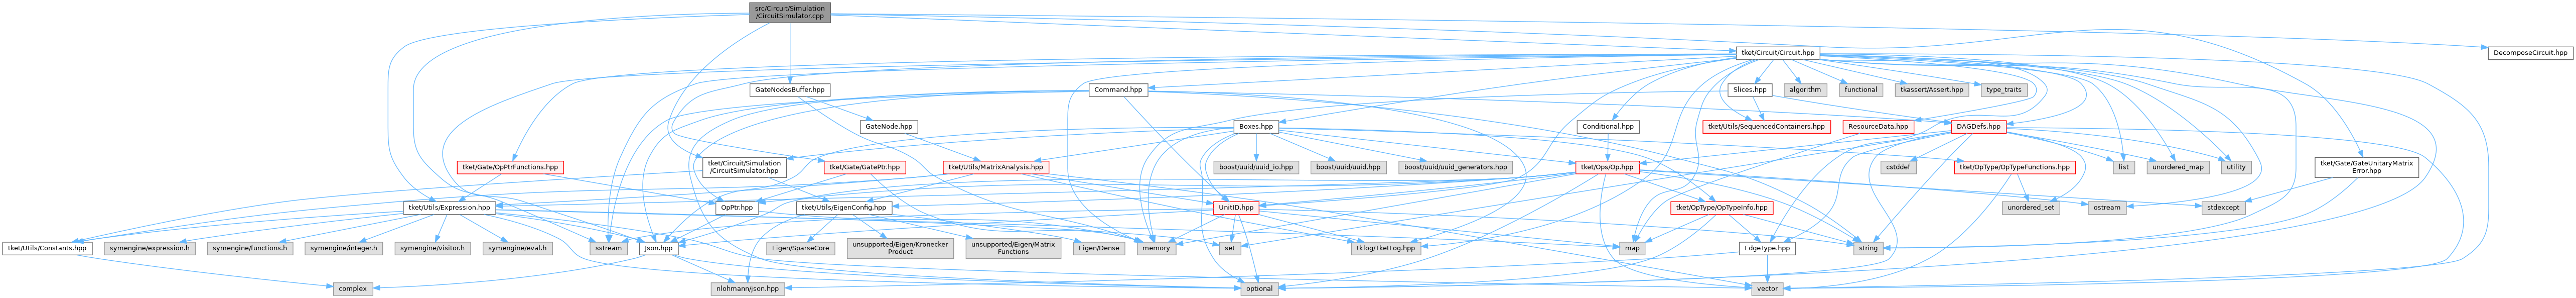 src/Circuit/Simulation
/CircuitSimulator.cpp
tket/Circuit/Circuit.hpp
DecomposeCircuit.hpp
GateNodesBuffer.hpp
Command.hpp
Slices.hpp
algorithm
functional
tkassert/Assert.hpp
type_traits
GateNode.hpp
Boxes.hpp
Conditional.hpp
tket/Utils/SequencedContainers.hpp
ResourceData.hpp
DAGDefs.hpp
tket/Gate/OpPtrFunctions.hpp
tket/Circuit/Simulation
/CircuitSimulator.hpp
tket/Gate/GatePtr.hpp
tket/Utils/MatrixAnalysis.hpp
boost/uuid/uuid_io.hpp
boost/uuid/uuid.hpp
boost/uuid/uuid_generators.hpp
tket/Ops/Op.hpp
cstddef
tket/OpType/OpTypeFunctions.hpp
list
unordered_map
utility
tket/Gate/GateUnitaryMatrix
Error.hpp
tket/Utils/Expression.hpp
OpPtr.hpp
tket/Utils/EigenConfig.hpp
UnitID.hpp
tket/OpType/OpTypeInfo.hpp
unordered_set
ostream
stdexcept
tket/Utils/Constants.hpp
symengine/expression.h
symengine/functions.h
symengine/integer.h
symengine/visitor.h
symengine/eval.h
sstream
Json.hpp
Eigen/SparseCore
unsupported/Eigen/Kronecker
Product
unsupported/Eigen/Matrix
Functions
Eigen/Dense
memory
set
tklog/TketLog.hpp
map
EdgeType.hpp
string
complex
nlohmann/json.hpp
optional
vector